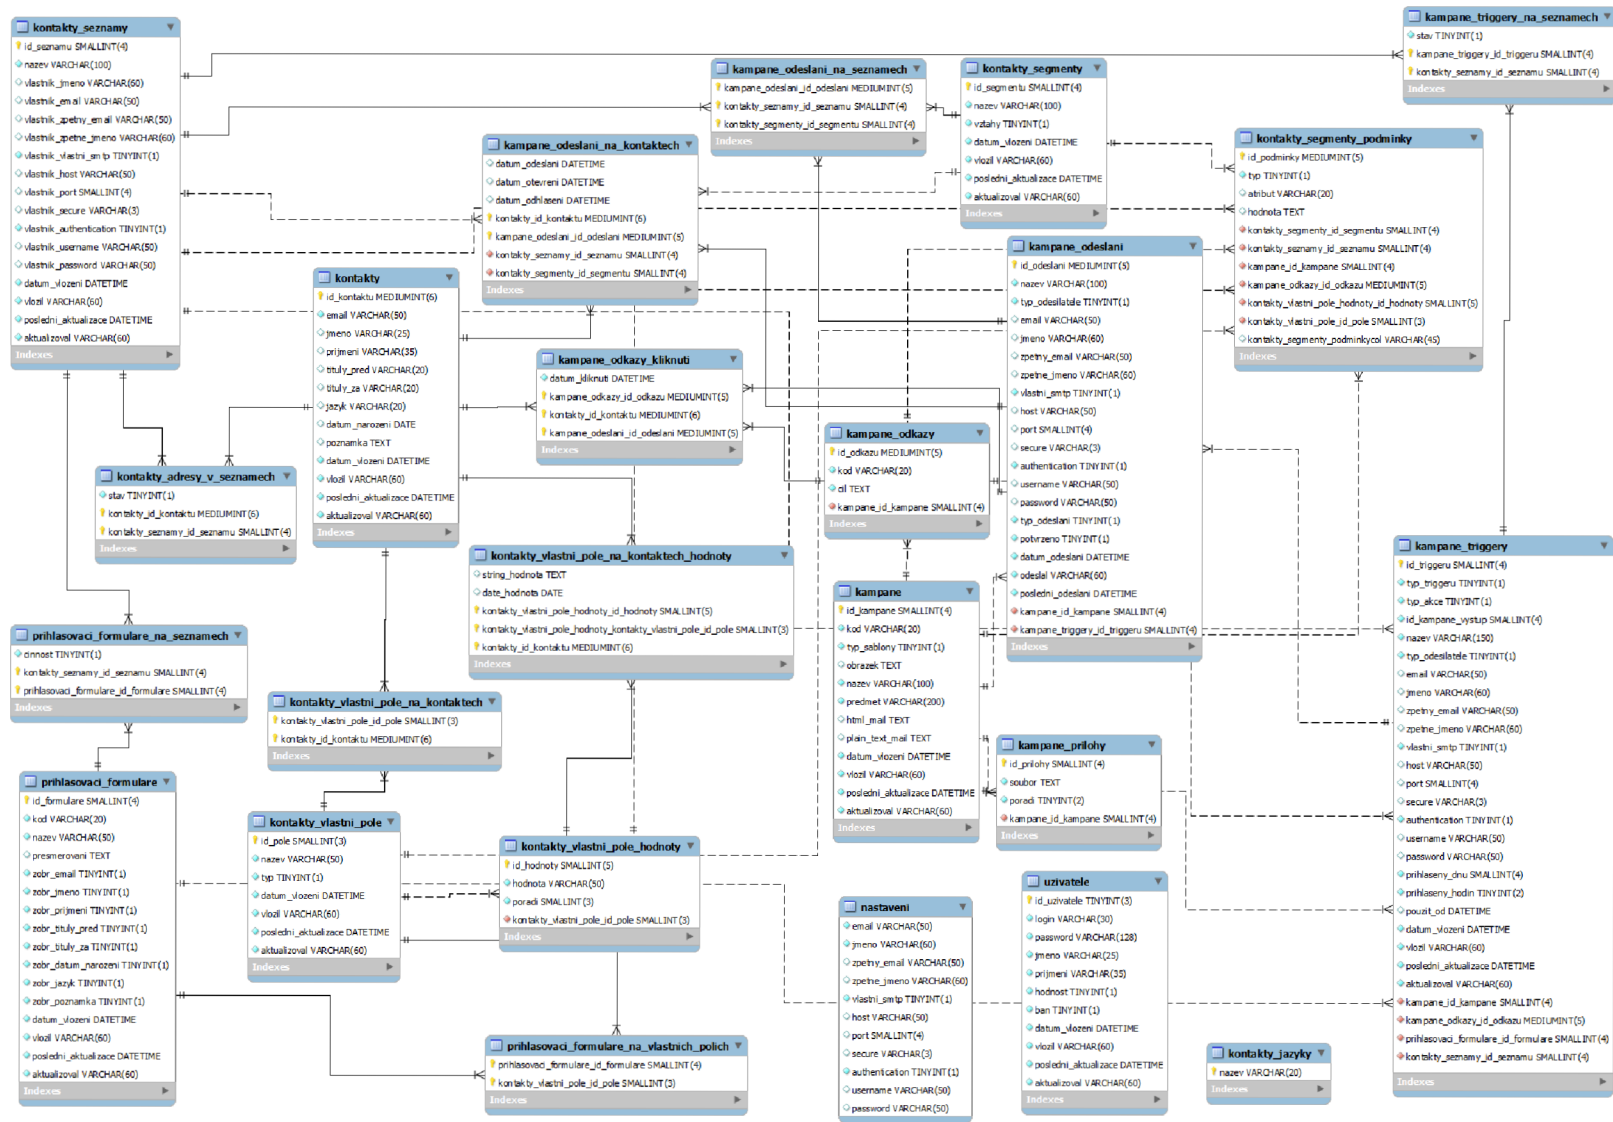 kontakty_seznamy
id_seznamu SMALLINT(4)
nazev VARCHAR(100)
vlastnik_jmeno VARCHAR(60)
vlastnik_email VARCHAR(50)
vlastnik_zpetny_email VARCHAR(50)
vlastnik_zpetne_jmeno VARCHAR(60)
vlastnik_vlastni_smtp TINYINT(1)
vlastnik_host VARCHAR(50)
vlastnik_port SMALLINT(4)
vlastnik_secure VARCHAR(3)
vlastnik_authentication TINYINT(1)
vlastnik_username VARCHAR(50)
vlastnik_password VARCHAR(50)
datum_vlozeni DATETIME
vlozil VARCHAR(60)
posledni_aktualizace DATETIME
aktualizoval VARCHAR(60)
Indexes
kampane_triggery_na_seznamech
stav TINYINT(1)
kampane_triggery_id_triggeru SMALLINT(4)
kontakty_seznamy_id_seznamu SMALLINT(4)
Indexes
kampane_odeslani_na_seznamech
kampane_odeslani_id_odeslani MEDIUMINT(5)
kontakty_seznamy_id_seznamu SMALLINT(4)
kontakty_segmenty_id_segmentu SMALLINT(4)
Indexes
kontakty_segmenty
id_segmentu SMALLINT(4)
nazev VARCHAR(100)
vztahy TINYINT(1)
datum_vlozeni DATETIME
vlozil VARCHAR(60)
posledni_aktualizace DATETIME
aktualizoval VARCHAR(60)
Indexes
kontakty_segmenty_podminky
id_podminky MEDIUMINT(5)
typ TINYINT(1)
atribut VARCHAR(20)
hodnota TEXT
kontakty_segmenty_id_segmentu SMALLINT(4)
kontakty_seznamy_id_seznamu SMALLINT(4)
kampane_id_kampane SMALLINT(4)
kampane_odkazy_id_odkazu MEDIUMINT(5)
kontakty_vlastni_pole_hodnoty_id_hodnoty SMALLINT(5)
kontakty_vlastni_pole_id_pole SMALLINT(3)
kontakty_segmenty_podminkycol VARCHAR(45)
Indexes
kampane_odeslani_na_kontaktech
datum_odeslani DATETIME
datum_otevreni DATETIME
datum_odhlaseni DATETIME
kontakty_id_kontaktu MEDIUMINT(6)
kampane_odeslani_id_odeslani MEDIUMINT(5)
kontakty_seznamy_id_seznamu SMALLINT(4)
kontakty_segmenty_id_segmentu SMALLINT(4)
Indexes
kampane_odeslani
id_odeslani MEDIUMINT(5)
nazev VARCHAR(100)
typ_odesilatele TINYINT(1)
email VARCHAR(50)
jmeno VARCHAR(60)
zpetny_email VARCHAR(50)
zpetne_jmeno VARCHAR(60)
vlastni_smtp TINYINT(1)
host VARCHAR(50)
port SMALLINT(4)
secure VARCHAR(3)
authentication TINYINT(1)
username VARCHAR(50)
password VARCHAR(50)
typ_odeslani TINYINT(1)
potvrzeno TINYINT(1)
datum_odeslani DATETIME
odeslal VARCHAR(60)
posledni_odeslani DATETIME
kampane_id_kampane SMALLINT(4)
kampane_triggery_id_triggeru SMALLINT(4)
Indexes
kontakty
id_kontaktu MEDIUMINT(6)
email VARCHAR(50)
jmeno VARCHAR(25)
prijmeni VARCHAR(35)
tituly_pred VARCHAR(20)
tituly_za VARCHAR(20)
jazyk VARCHAR(20)
datum_narozeni DATE
poznamka TEXT
datum_vlozeni DATETIME
vlozil VARCHAR(60)
posledni_aktualizace DATETIME
aktualizoval VARCHAR(60)
Indexes
kampane_odkazy_kliknuti
datum_kliknuti DATETIME
kampane_odkazy_id_odkazu MEDIUMINT(5)
kontakty_id_kontaktu MEDIUMINT(6)
kampane_odeslani_id_odeslani MEDIUMINT(5)
Indexes
kampane_odkazy
id_odkazu MEDIUMINT(5)
kod VARCHAR(20)
cil TEXT
kampane_id_kampane SMALLINT(4)
Indexes
kontakty_adresy_v_seznamech
stav TINYINT(1)
kontakty_id_kontaktu MEDIUMINT(6)
kontakty_seznamy_id_seznamu SMALLINT(4)
Indexes
kontakty_vlastni_pole_na_kontaktech_hodnoty
string_hodnota TEXT
date_hodnota DATE
kontakty_vlastni_pole_hodnoty_id_hodnoty SMALLINT(5)
kontakty_vlastni_pole_hodnoty_kontakty_vlastni_pole_id_pole SMALLINT(3)
kontakty_id_kontaktu MEDIUMINT(6)
Indexes
kampane
id_kampane SMALLINT(4)
kod VARCHAR(20)
typ_sablony TINYINT(1)
obrazek TEXT
nazev VARCHAR(100)
predmet VARCHAR(200)
html_mail TEXT
plain_text_mail TEXT
datum_vlozeni DATETIME
vlozil VARCHAR(60)
posledni_aktualizace DATETIME
aktualizoval VARCHAR(60)
Indexes
kampane_triggery
id_triggeru SMALLINT(4)
typ_triggeru TINYINT(1)
typ_akce TINYINT(1)
id_kampane_vystup SMALLINT(4)
nazev VARCHAR(150)
typ_odesilatele TINYINT(1)
email VARCHAR(50)
jmeno VARCHAR(60)
zpetny_email VARCHAR(50)
zpetne_jmeno VARCHAR(60)
vlastni_smtp TINYINT(1)
host VARCHAR(50)
port SMALLINT(4)
secure VARCHAR(3)
authentication TINYINT(1)
username VARCHAR(50)
password VARCHAR(50)
prihlaseny_dnu SMALLINT(4)
prihlaseny_hodin TINYINT(2)
pouzit_od DATETIME
datum_vlozeni DATETIME
vlozil VARCHAR(60)
posledni_aktualizace DATETIME
aktualizoval VARCHAR(60)
kampane_id_kampane SMALLINT(4)
kampane_odkazy_id_odkazu MEDIUMINT(5)
prihlasovaci_formulare_id_formulare SMALLINT(4)
kontakty_seznamy_id_seznamu SMALLINT(4)
Indexes
prihlasovaci_formulare_na_seznamech
cinnost TINYINT(1)
kontakty_seznamy_id_seznamu SMALLINT(4)
prihlasovaci_formulare_id_formulare SMALLINT(4)
Indexes
kontakty_vlastni_pole_na_kontaktech
kontakty_vlastni_pole_id_pole SMALLINT(3)
kontakty_id_kontaktu MEDIUMINT(6)
Indexes
kampane_prilohy
id_prilohy SMALLINT(4)
soubor TEXT
poradi TINYINT(2)
kampane_id_kampane SMALLINT(4)
Indexes
prihlasovaci_formulare
id_formulare SMALLINT(4)
kod VARCHAR(20)
nazev VARCHAR(50)
presmerovani TEXT
zobr_email TINYINT(1)
zobr_jmeno TINYINT(1)
zobr_prijmeni TINYINT(1)
zobr_tituly_pred TINYINT(1)
zobr_tituly_za TINYINT(1)
zobr_datum_narozeni TINYINT(1)
zobr_jazyk TINYINT(1)
zobr_poznamka TINYINT(1)
datum_vlozeni DATETIME
vlozil VARCHAR(60)
posledni_aktualizace DATETIME
aktualizoval VARCHAR(60)
Indexes
kontakty_vlastni_pole
id_pole SMALLINT(3)
nazev VARCHAR(50)
typ TINYINT(1)
datum_vlozeni DATETIME
vlozil VARCHAR(60)
posledni_aktualizace DATETIME
aktualizoval VARCHAR(60)
Indexes
kontakty_vlastni_pole_hodnoty
id_hodnoty SMALLINT(5)
hodnota VARCHAR(50)
poradi SMALLINT(3)
kontakty_vlastni_pole_id_pole SMALLINT(3)
Indexes
nastaveni
email VARCHAR(50)
jmeno VARCHAR(60)
zpetny_email VARCHAR(50)
zpetne_jmeno VARCHAR(60)
vlastni_smtp TINYINT(1)
host VARCHAR(50)
port SMALLINT(4)
secure VARCHAR(3)
authentication TINYINT(1)
username VARCHAR(50)
password VARCHAR(50)
uzivatele
id_uzivatele TINYINT(3)
login VARCHAR(30)
password VARCHAR(128)
jmeno VARCHAR(25)
prijmeni VARCHAR(35)
hodnost TINYINT(1)
ban TINYINT(1)
datum_vlozeni DATETIME
vlozil VARCHAR(60)
posledni_aktualizace DATETIME
aktualizoval VARCHAR(60)
Indexes
prihlasovaci_formulare_na_vlastnich_polich
prihlasovaci_formulare_id_formulare SMALLINT(4)
kontakty_vlastni_pole_id_pole SMALLINT(3)
Indexes
kontakty_jazyky
nazev VARCHAR(20)
Indexes